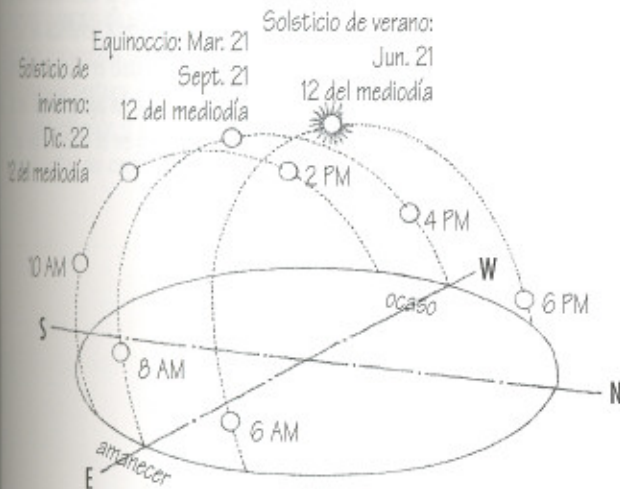 Solsticio de verano:
Jun. 21
12 del mediodía
Equinoccio: Mar. 21
Sept. 21
12 del mediodía
Solsticio de
invierno:
Dic. 22
12 del mediodía
2 PM
4 PM
10 AM
W
ocaso
6 PM
S
8 AM
N
6 AM
amanecer
E